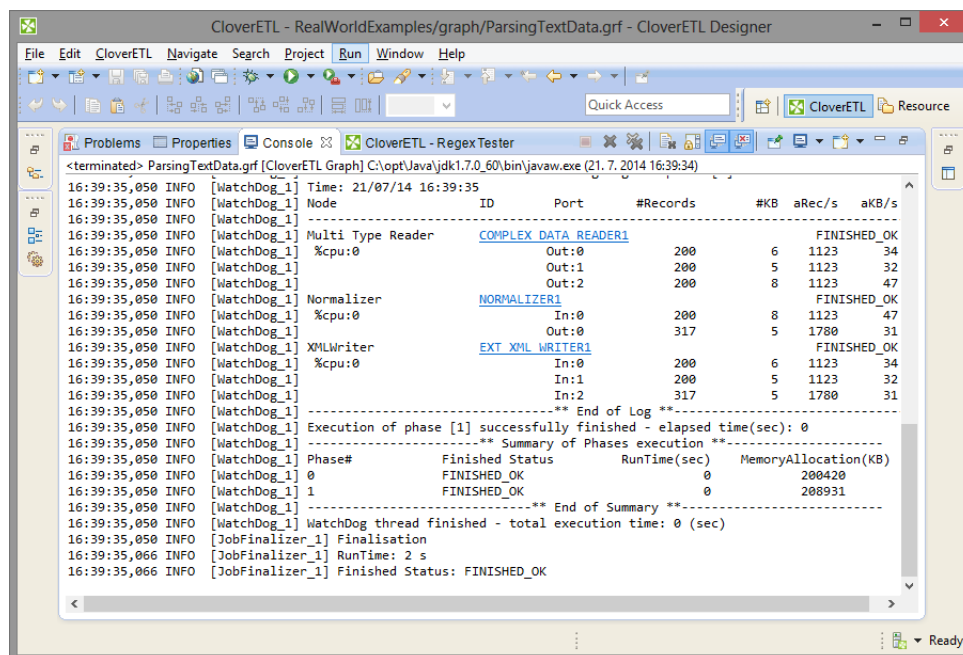 CloverETL - RealWorldExamples/graph/ParsingTextData.grf - CloverETL Designer
File Edit CloverETL Navigate Search Project Run Window Help
Quick Access CloverETL Resource
Problems Properties Console CloverETL - Regex Tester
<terminated> ParsingTextData.grf [CloverETL Graph] C:\opt\Java\jdk1.7.0_60\bin\javaw.exe (21. 7. 2014 16:39:34)
16:39:35,050 INFO [WatchDog_1] Time: 21/07/14 16:39:35
16:39:35,050 INFO [WatchDog_1] Node ID Port #Records #KB aRec/s aKB/s
16:39:35,050 INFO [WatchDog_1] ---------------------------------------------------------------------------------
16:39:35,050 INFO [WatchDog_1] Multi Type Reader COMPLEX_DATA_READER1 FINISHED_OK
16:39:35,050 INFO [WatchDog_1] %cpu:0 Out:0 200 6 1123 34
16:39:35,050 INFO [WatchDog_1] Out:1 200 5 1123 32
16:39:35,050 INFO [WatchDog_1] Out:2 200 8 1123 47
16:39:35,050 INFO [WatchDog_1] Normalizer NORMALIZER1 FINISHED_OK
16:39:35,050 INFO [WatchDog_1] %cpu:0 In:0 200 8 1123 47
16:39:35,050 INFO [WatchDog_1] Out:0 317 5 1780 31
16:39:35,050 INFO [WatchDog_1] XMLWriter EXT_XML_WRITER1 FINISHED_OK
16:39:35,050 INFO [WatchDog_1] %cpu:0 In:0 200 6 1123 34
16:39:35,050 INFO [WatchDog_1] In:1 200 5 1123 32
16:39:35,050 INFO [WatchDog_1] In:2 317 5 1780 31
16:39:35,050 INFO [WatchDog_1] ----------------------------------** End of Log **-------------------------------
16:39:35,050 INFO [WatchDog_1] Execution of phase [1] successfully finished - elapsed time(sec): 0
16:39:35,050 INFO [WatchDog_1] ------------------------** Summary of Phases execution **----------------------
16:39:35,050 INFO [WatchDog_1] Phase# Finished Status RunTime(sec) MemoryAllocation(KB)
16:39:35,050 INFO [WatchDog_1] 0 FINISHED_OK 0 200420
16:39:35,050 INFO [WatchDog_1] 1 FINISHED_OK 0 208931
16:39:35,050 INFO [WatchDog_1] -------------------------------** End of Summary **----------------------------
16:39:35,050 INFO [WatchDog_1] WatchDog thread finished - total execution time: 0 (sec)
16:39:35,050 INFO [JobFinalizer_1] Finalisation
16:39:35,066 INFO [JobFinalizer_1] RunTime: 2 s
16:39:35,066 INFO [JobFinalizer_1] Finished Status: FINISHED_OK
Ready